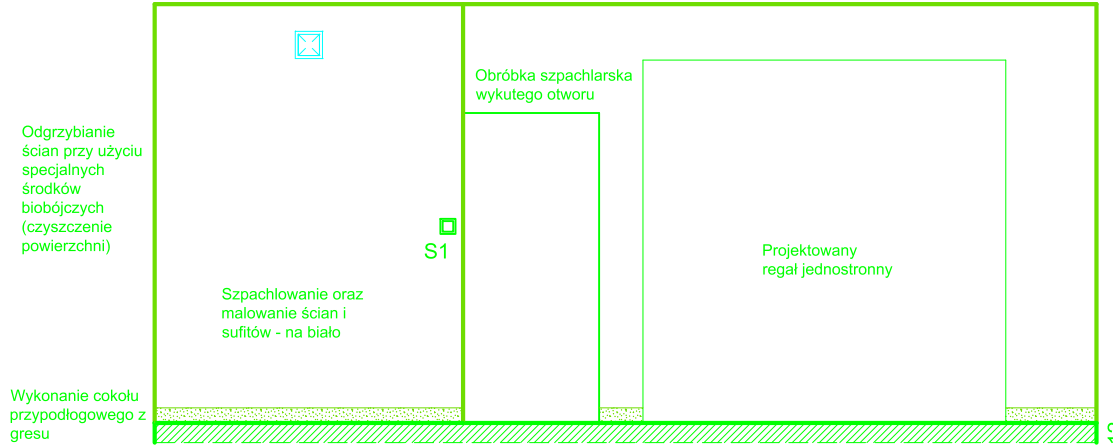 Obróbka szpachlarska
wykutego otworu
Odgrzybianie
ścian przy użyciu
specjalnych
środków
biobójczych
(czyszczenie
powierzchni)
S1
Projektowany
regał jednostronny
Szpachlowanie oraz
malowanie ścian i
sufitów - na biało
Wykonanie cokołu
przypodłogowego z
gresu